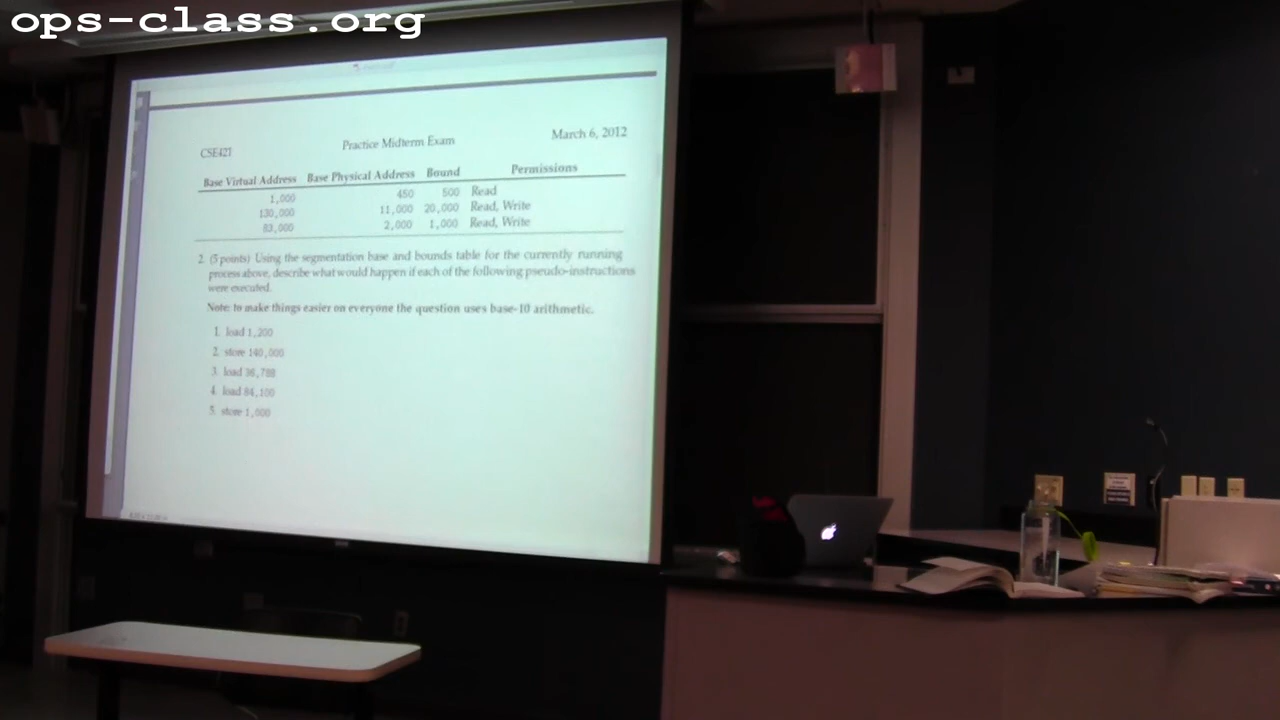 ops-class.org
CSE421 Practice Midterm Exam March 6, 2012
Base Virtual Address Base Physical Address Bound Permissions
1,000 450 500 Read
130,000 11,000 20,000 Read, Write
83,000 2,000 1,000 Read, Write
2. (5 points) Using the segmentation base and bounds table for the currently running
process above, describe what would happen if each of the following pseudo-instructions
were executed.
Note: to make things easier on everyone the question uses base-10 arithmetic.
1. load 1,200
2. store 140,000
3. load
4. load 84,100
5. store 1,000